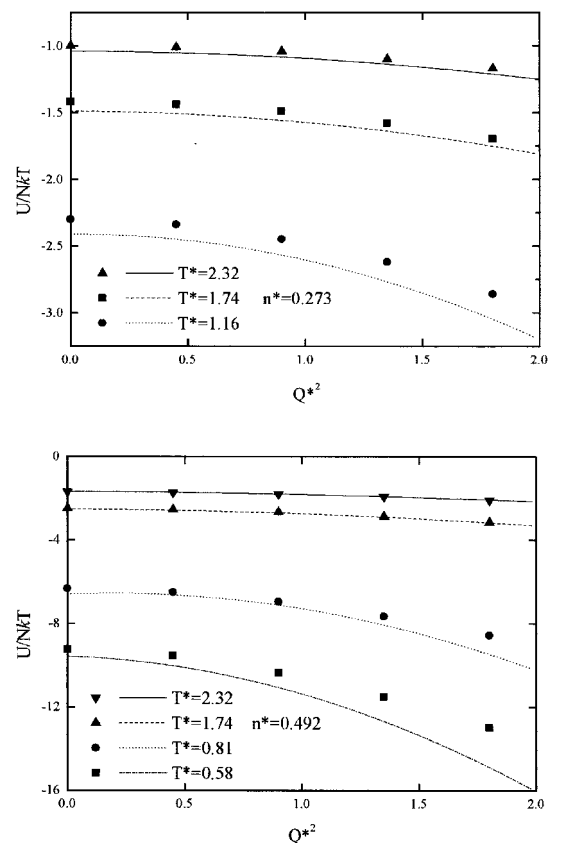 -1.0
-1.5
-2.0
-2.5
-3.0
U/NkT
T*=2.32
T*=1.74 n*=0.273
T*=1.16
0.0 0.5 1.0 1.5 2.0
Q*2
0
-4
-8
-12
-16
U/NkT
T*=2.32
T*=1.74 n*=0.492
T*=0.81
T*=0.58
0.0 0.5 1.0 1.5 2.0
Q*2